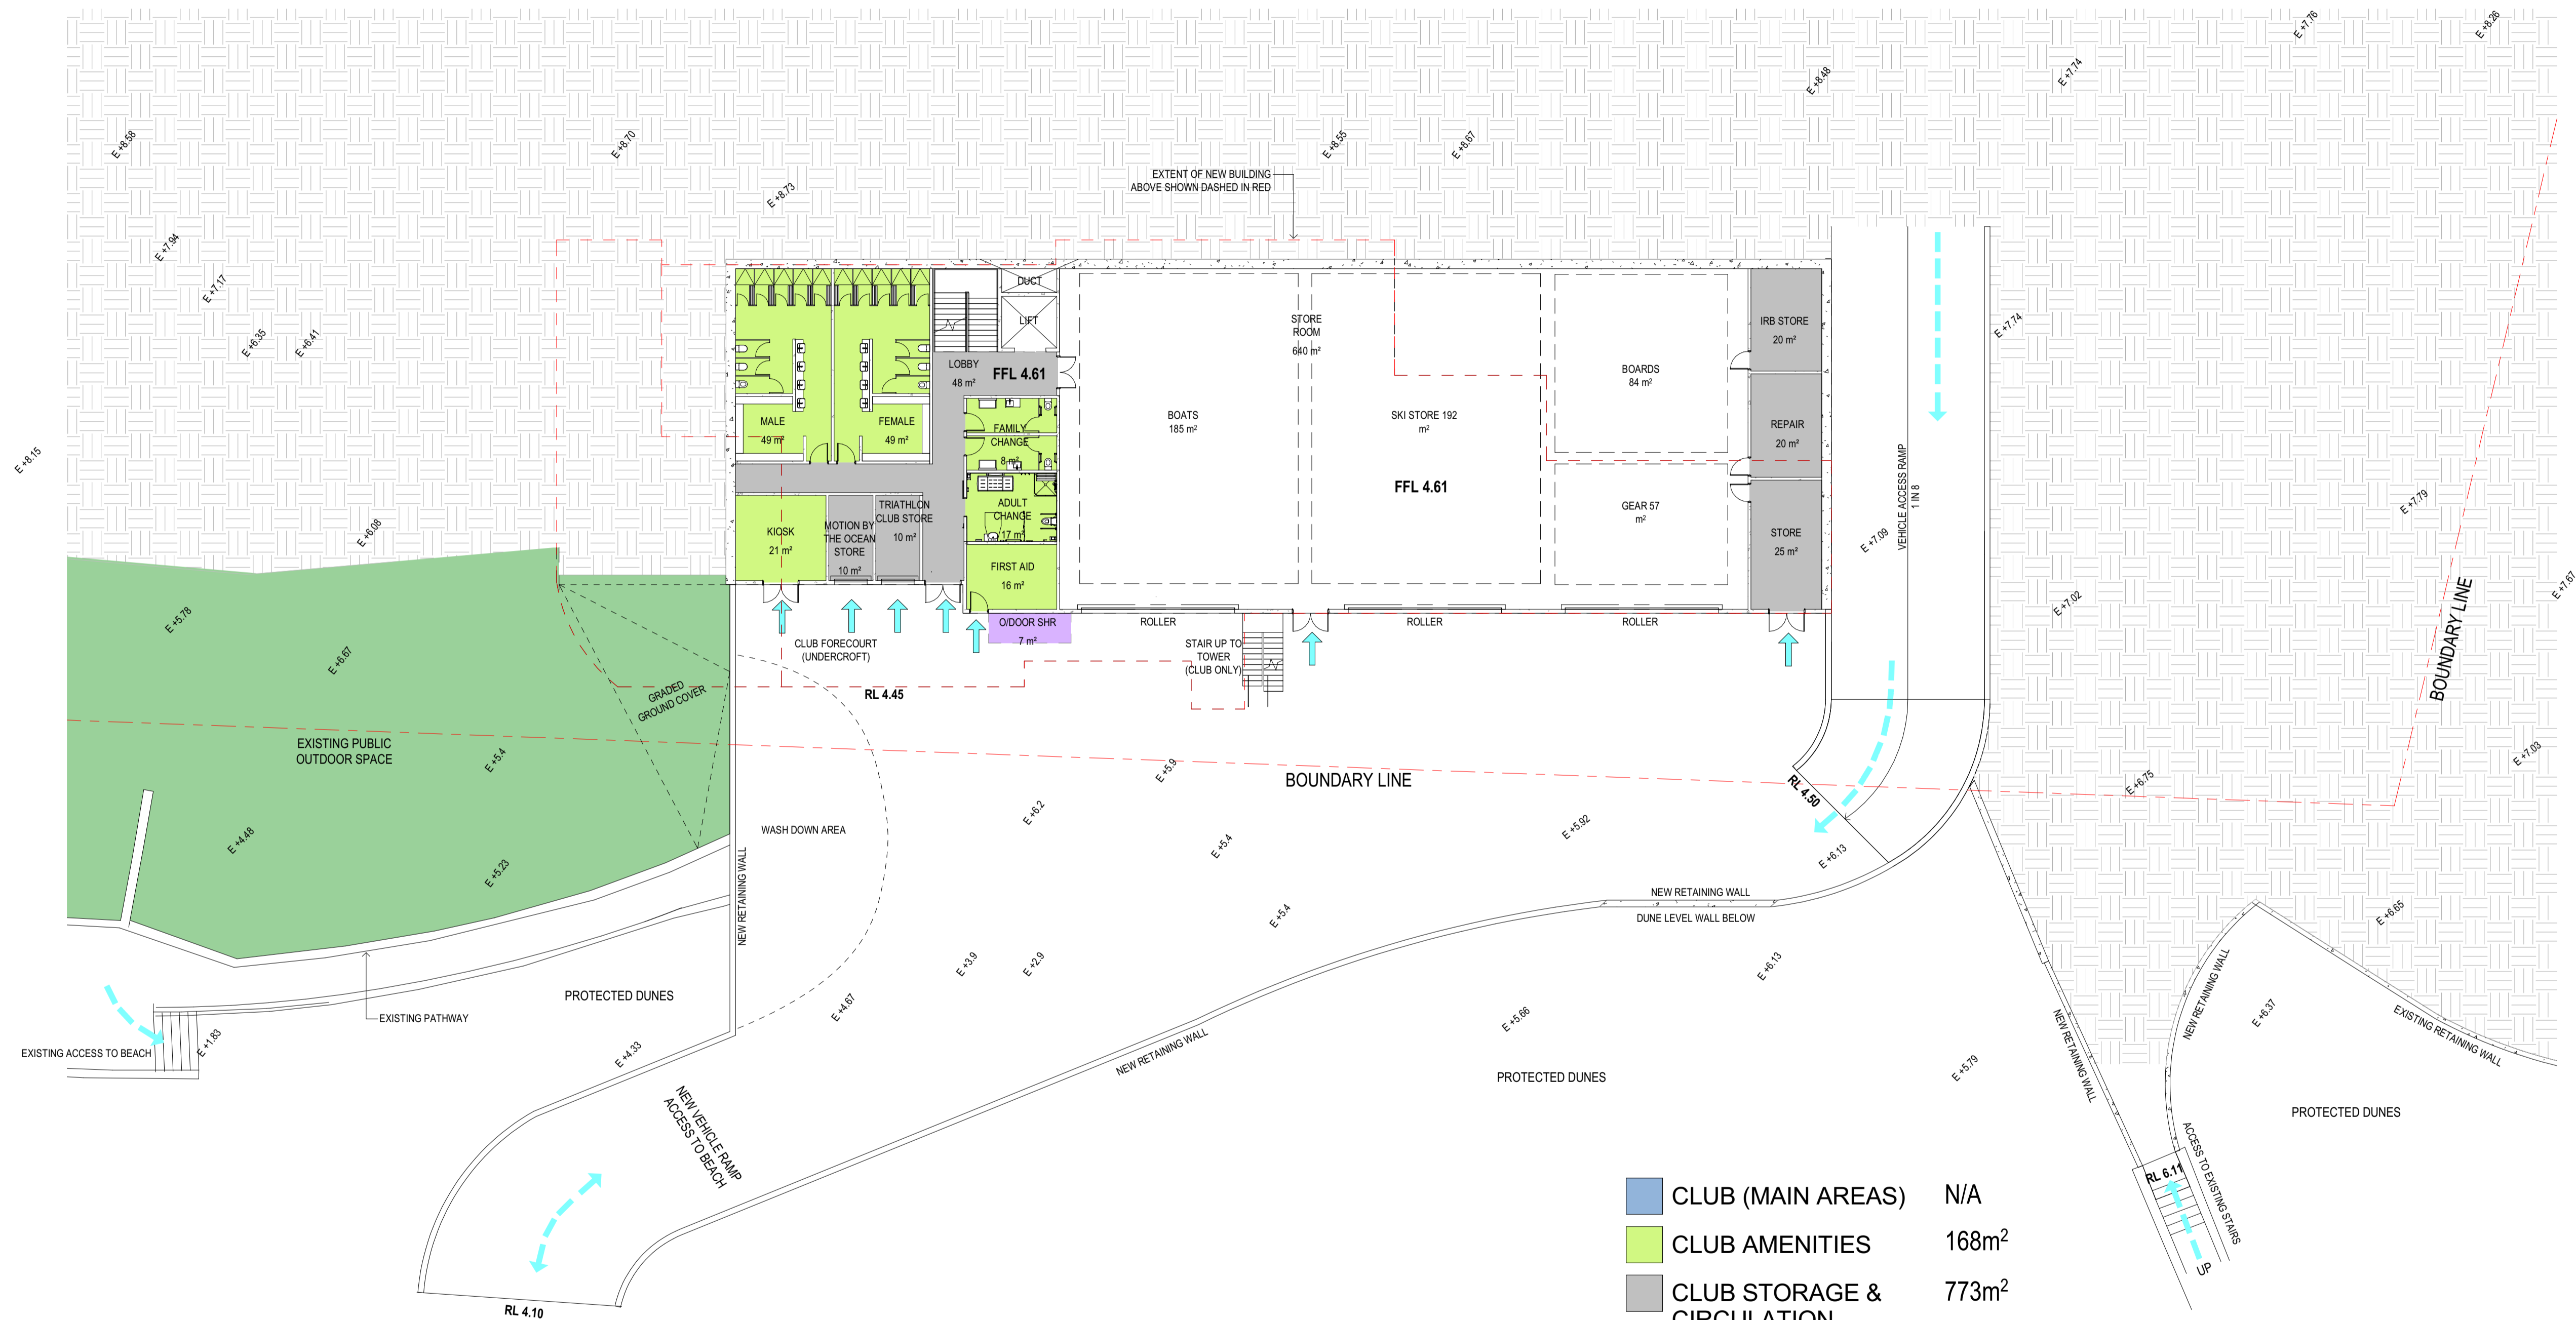 E +7.76
E +8.26
E +7.74
E +8.48
E +8.58
E +8.70
E +8.55
E +8.67
EXTENT OF NEW BUILDING
ABOVE SHOWN DASHED IN RED
E +8.73
E +7.94
E +7.17
E +6.35
E +6.41
E +7.74
DUCT
LIFT
STORE
ROOM
640 m²
IRB STORE
20 m²
LOBBY
48 m²
FFL 4.61
BOARDS
84 m²
BOATS
185 m²
SKI STORE 192
m²
MALE
49 m²
FEMALE
49 m²
FAMILY
CHANGE
8 m²
REPAIR
20 m²
E +8.15
FFL 4.61
VEHICLE ACCESS RAMP
1 IN 8
E +7.79
GEAR 57
m²
KIOSK
21 m²
MOTION BY
THE OCEAN
STORE
10 m²
TRIATHLON
CLUB STORE
10 m²
ADULT
CHANGE
17 m²
STORE
25 m²
E +6.08
E +7.09
FIRST AID
16 m²
E +7.67
E +7.02
BOUNDARY LINE
E +5.78
O/DOOR SHR
7 m²
ROLLER
ROLLER
ROLLER
CLUB FORECOURT
(UNDERCROFT)
STAIR UP TO
TOWER
(CLUB ONLY)
E +6.67
GRADED
GROUND COVER
RL 4.45
EXISTING PUBLIC
OUTDOOR SPACE
E +5.4
E +5.9
BOUNDARY LINE
RL 4.50
E +6.75
E +7.03
E +4.48
WASH DOWN AREA
E +6.2
E +5.4
E +5.92
E +6.13
E +5.23
NEW RETAINING WALL
NEW RETAINING WALL
DUNE LEVEL WALL BELOW
E +5.4
E +6.65
E +3.9
E +2.9
E +6.13
PROTECTED DUNES
E +4.67
EXISTING PATHWAY
E +5.66
E +6.37
NEW RETAINING WALL
EXISTING RETAINING WALL
EXISTING ACCESS TO BEACH
E +1.83
E +4.33
NEW RETAINING WALL
NEW RETAINING WALL
E +5.79
PROTECTED DUNES
PROTECTED DUNES
NEW VEHICLE RAMP
ACCESS TO BEACH
ACCESS TO EXISTING STAIRS
RL 6.11
UP
RL 4.10
CLUB (MAIN AREAS) N/A
CLUB AMENITIES 168m²
CLUB STORAGE & 773m²
CIRCULATION